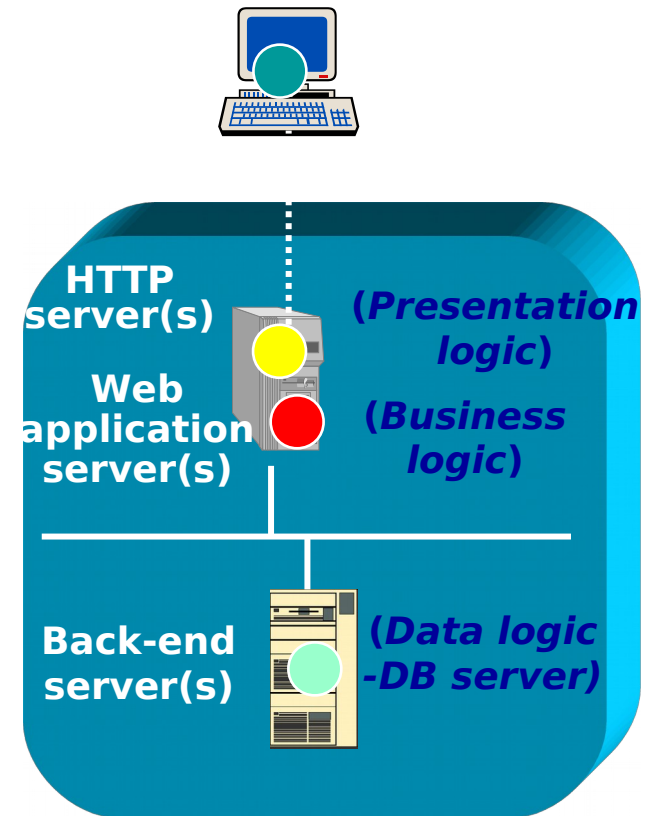 HTTP
server(s)
(Presentation
logic)
Web
application
server(s)
(Business
logic)
Back-end
server(s)
(Data logic
-DB server)